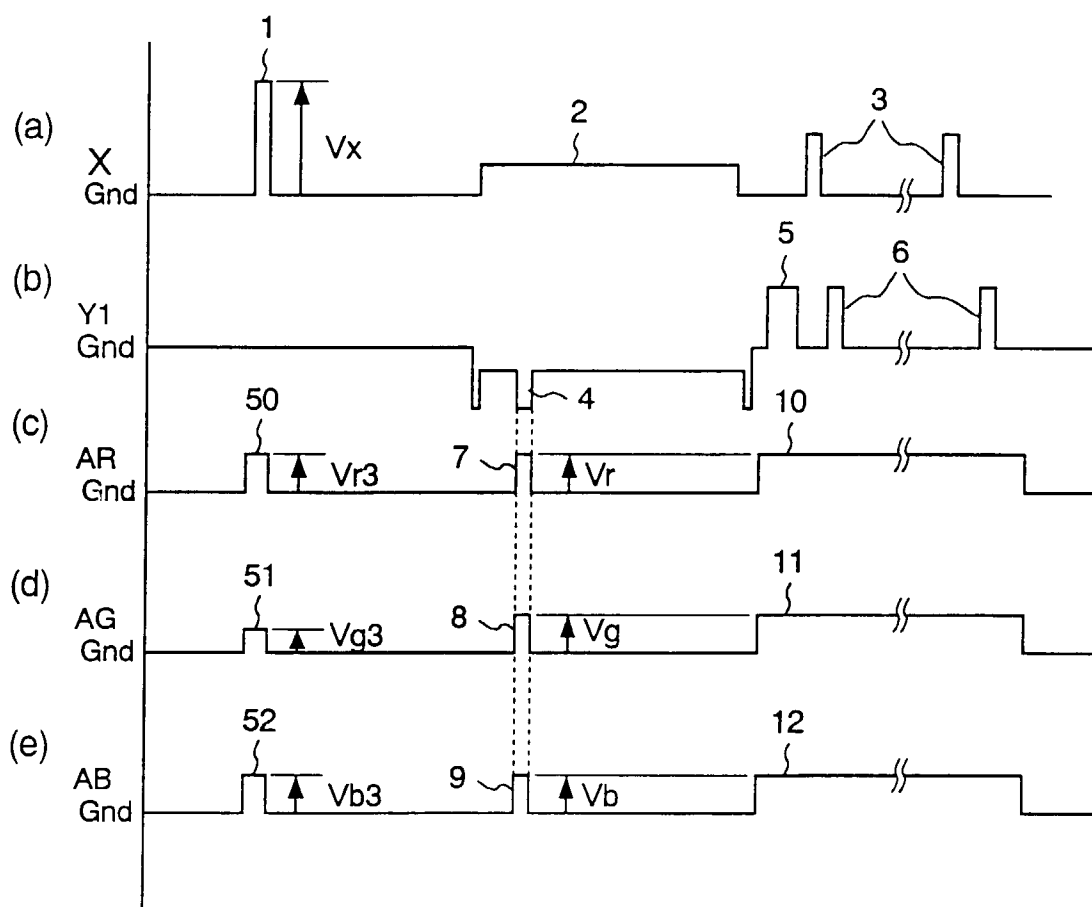 1
(a)
X
Gnd
Vx
2
3
(b)
Y1
Gnd
5
6
4
(c)
AR
Gnd
50
Vr3
7
Vr
10
(d)
AG
Gnd
51
Vg3
8
Vg
11
(e)
AB
Gnd
52
Vb3
9
Vb
12